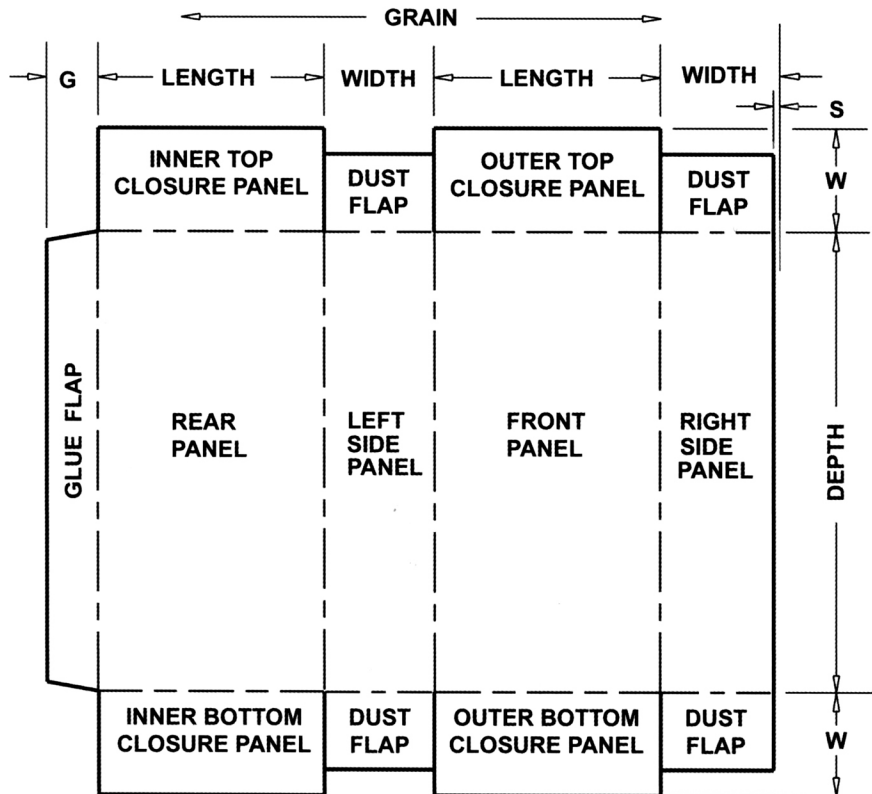 GRAIN
G
LENGTH
WIDTH
LENGTH
WIDTH
S
INNER TOP
CLOSURE PANEL
DUST
FLAP
OUTER TOP
CLOSURE PANEL
DUST
FLAP
W
GLUE FLAP
REAR
PANEL
LEFT
SIDE
PANEL
FRONT
PANEL
RIGHT
SIDE
PANEL
DEPTH
INNER BOTTOM
CLOSURE PANEL
DUST
FLAP
OUTER BOTTOM
CLOSURE PANEL
DUST
FLAP
W